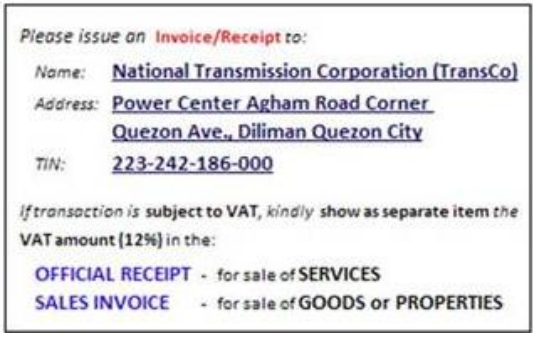 Please issue an Invoice/Receipt to:
Name: National Transmission Corporation (TransCo)
Address: Power Center Agham Road Corner
Quezon Ave., Diliman Quezon City
TIN: 223-242-186-000
If transaction is subject to VAT, kindly show as separate item the
VAT amount (12%) in the:
OFFICIAL RECEIPT - for sale of SERVICES
SALES INVOICE - for sale of GOODS or PROPERTIES